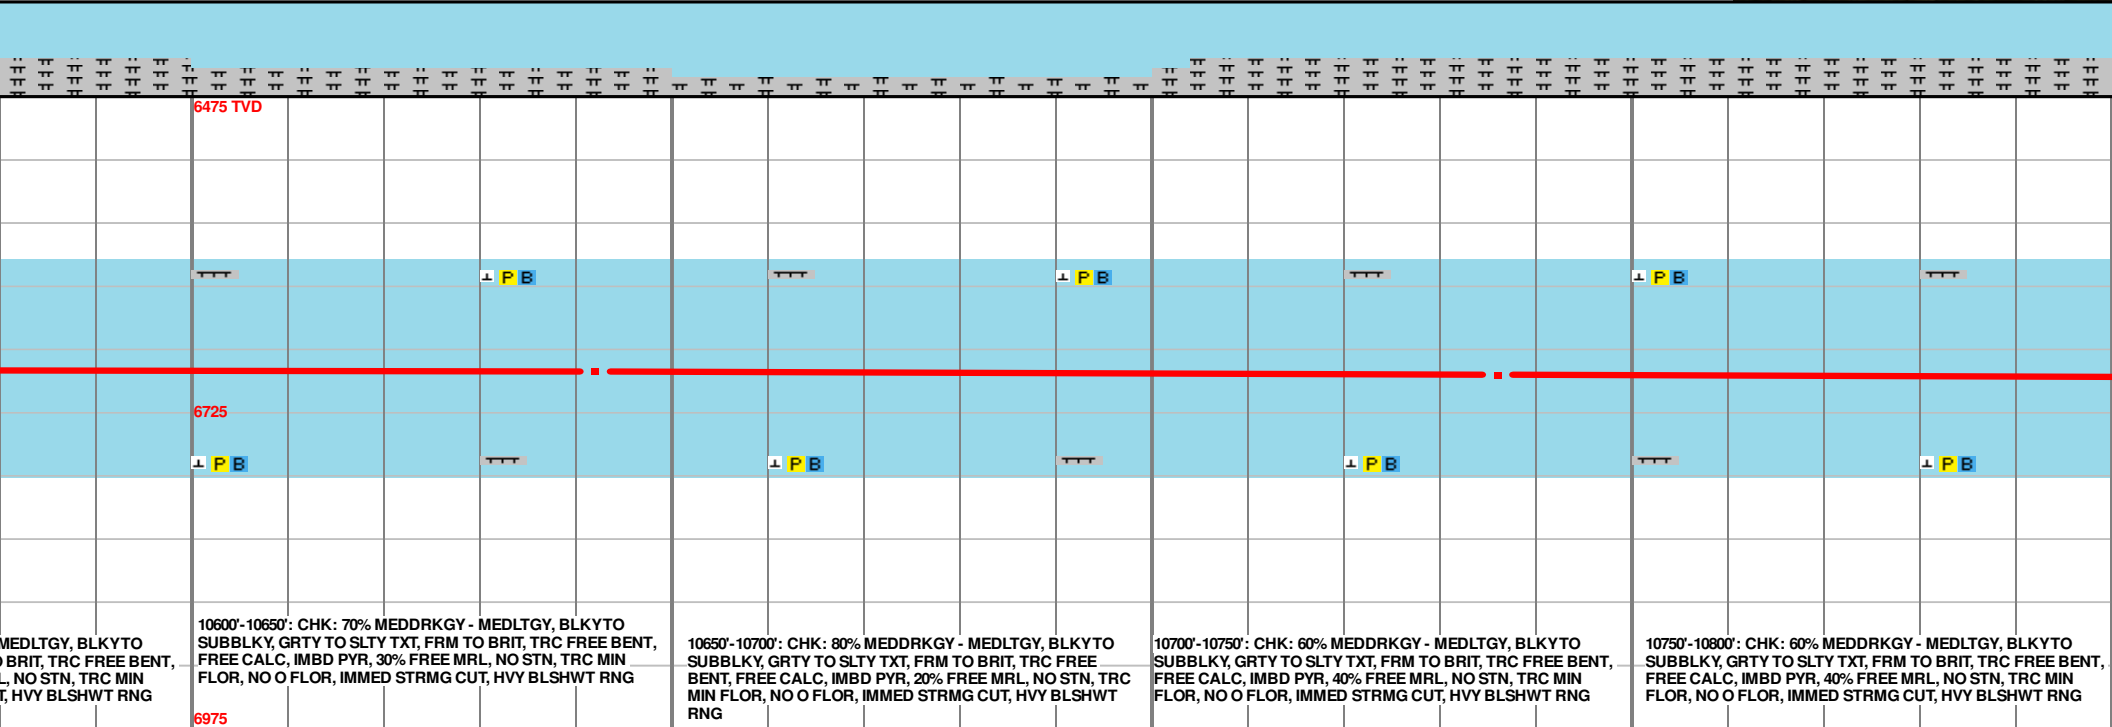 6475 TVD
P B
P B
P B
6725
P B
P B
P B
P B
MEDLTGY, BLKYTO
BRIT, TRC FREE BENT,
L, NO STN, TRC MIN
T, HVY BLSHWT RNG
10600'-10650': CHK: 70% MEDDRKGY - MEDLTGY, BLKYTO
SUBBLKY, GRTY TO SLTY TXT, FRM TO BRIT, TRC FREE BENT,
FREE CALC, IMBD PYR, 30% FREE MRL, NO STN, TRC MIN
FLOR, NO O FLOR, IMMED STRMG CUT, HVY BLSHWT RNG
10650'-10700': CHK: 80% MEDDRKGY - MEDLTGY, BLKYTO
SUBBLKY, GRTY TO SLTY TXT, FRM TO BRIT, TRC FREE
BENT, FREE CALC, IMBD PYR, 20% FREE MRL, NO STN, TRC
MIN FLOR, NO O FLOR, IMMED STRMG CUT, HVY BLSHWT
RNG
10700'-10750': CHK: 60% MEDDRKGY - MEDLTGY, BLKYTO
SUBBLKY, GRTY TO SLTY TXT, FRM TO BRIT, TRC FREE BENT,
FREE CALC, IMBD PYR, 40% FREE MRL, NO STN, TRC MIN
FLOR, NO O FLOR, IMMED STRMG CUT, HVY BLSHWT RNG
10750'-10800': CHK: 60% MEDDRKGY - MEDLTGY, BLKYTO
SUBBLKY, GRTY TO SLTY TXT, FRM TO BRIT, TRC FREE BENT,
FREE CALC, IMBD PYR, 40% FREE MRL, NO STN, TRC MIN
FLOR, NO O FLOR, IMMED STRMG CUT, HVY BLSHWT RNG
6975